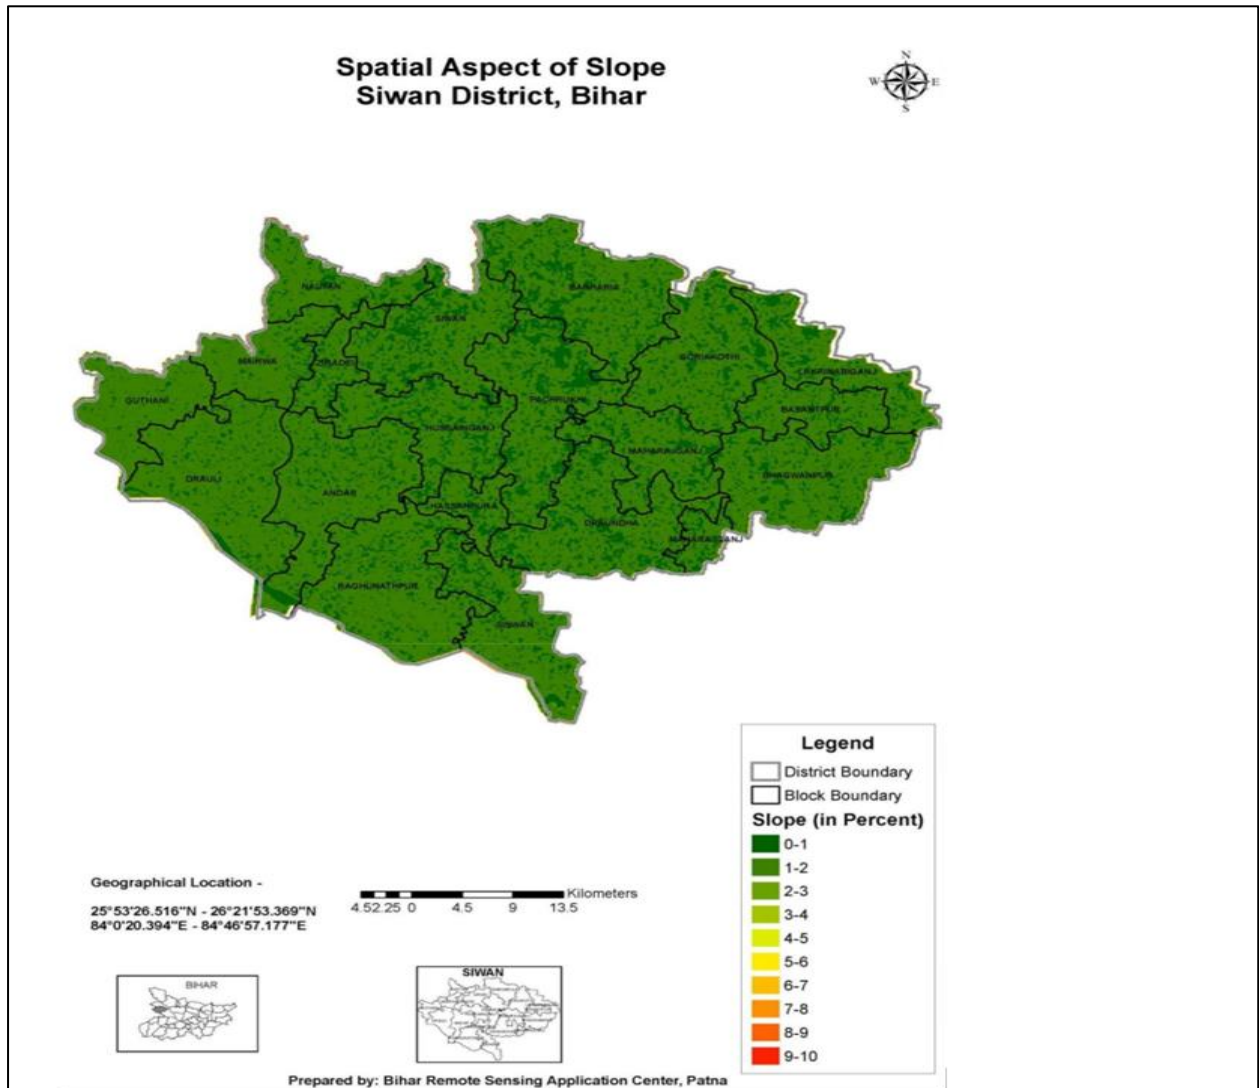 Spatial Aspect of Slope
Siwan District, Bihar
N
W E
S
NAUTAN
BARHARIA
SIWAN
GORIAKOTHI
MAIRWA
ZIRADEI
LAKRINABIGANJ
GUTHANI
PACHRUKHI
BASANTPUR
HUSSAINGANJ
MAHARAJGANJ
BHAGWANPUR
DRAULI
ANDAR
HASSANPURA
DRAUNDHA
MAHARAJGANJ
RAGHUNATHPUR
SISWAN
Legend
District Boundary
Block Boundary
Slope (in Percent)
0-1
1-2
2-3
3-4
4-5
5-6
6-7
7-8
8-9
9-10
Geographical Location -
25°53'26.516"N - 26°21'53.369"N
84°0'20.394"E - 84°46'57.177"E
Kilometers
4.52.25 0 4.5 9 13.5
BIHAR
SIWAN
Prepared by: Bihar Remote Sensing Application Center, Patna